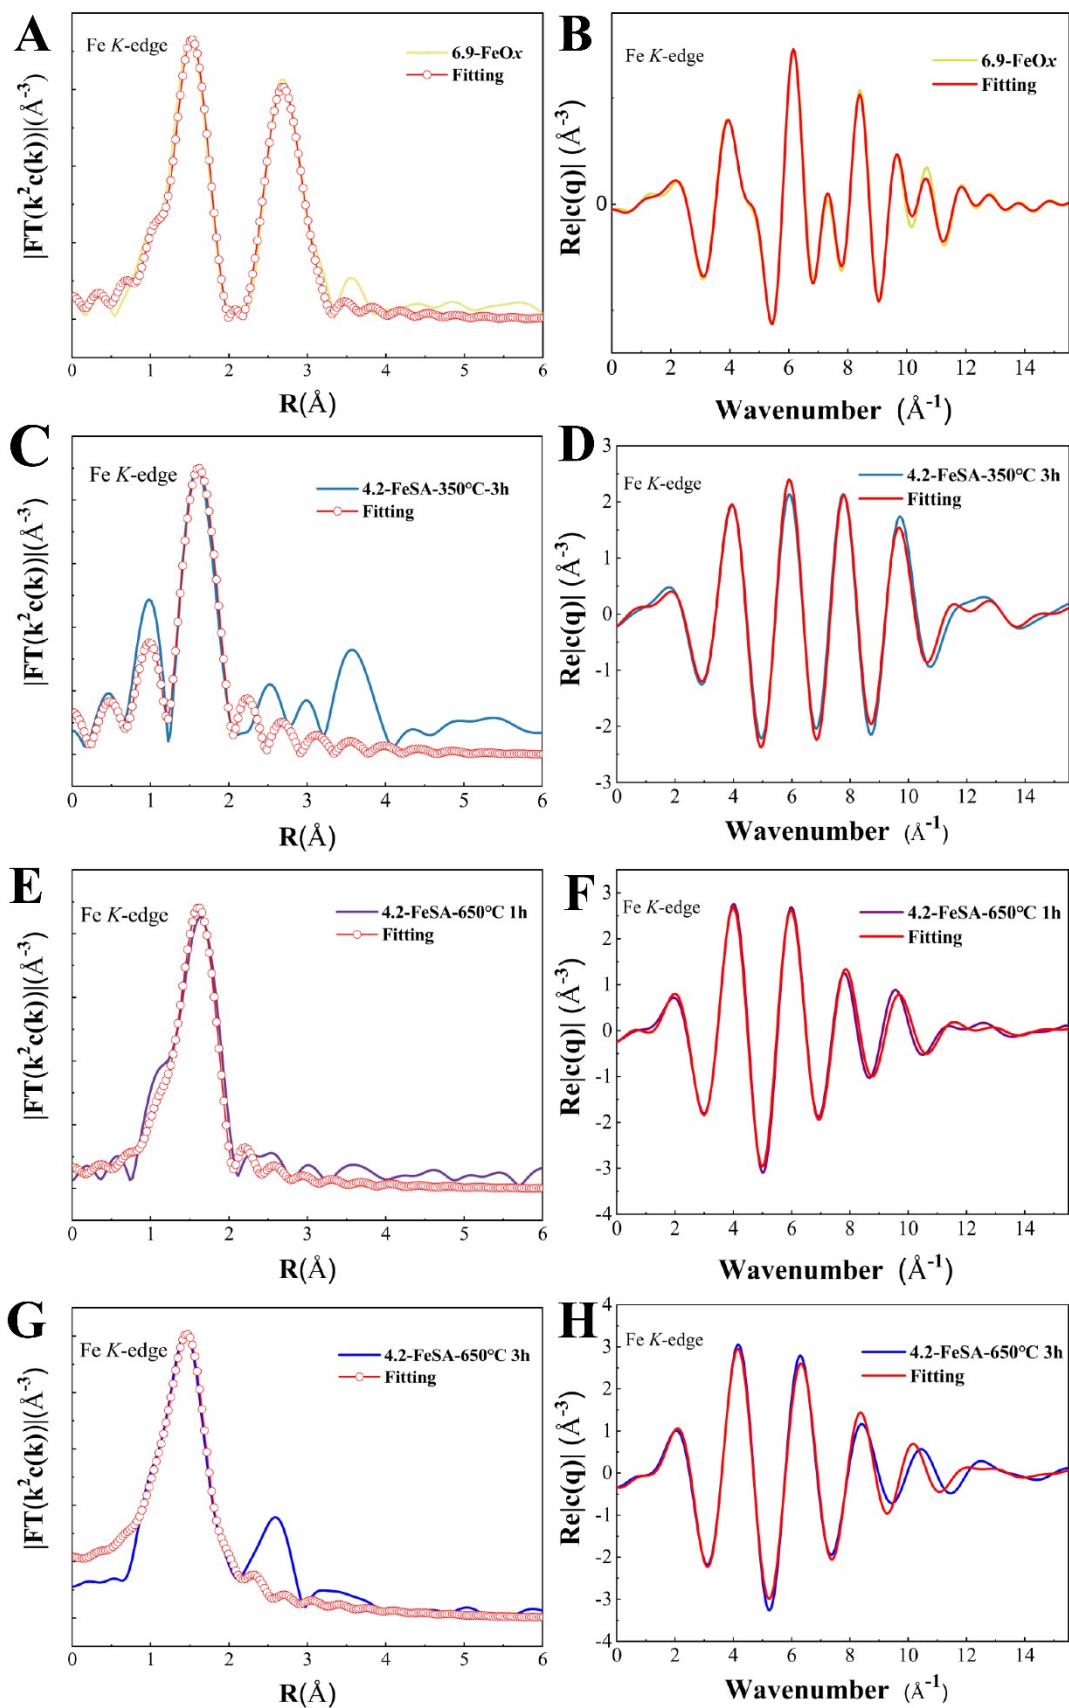 A
Fe K-edge
6.9-FeOx
Fitting
|FT(k²c(k))|(Å⁻³)
0 1 2 3 4 5 6
R(Å)
B
Fe K-edge
6.9-FeOx
Fitting
Re|c(q)| (Å⁻³)
0
0 2 4 6 8 10 12 14
Wavenumber (Å⁻¹)
C
Fe K-edge
4.2-FeSA-350°C-3h
Fitting
|FT(k²c(k))|(Å⁻³)
0 1 2 3 4 5 6
R(Å)
D
Fe K-edge
4.2-FeSA-350°C 3h
Fitting
Re|c(q)| (Å⁻³)
3
2
1
0
-1
-2
-3
0 2 4 6 8 10 12 14
Wavenumber (Å⁻¹)
E
Fe K-edge
4.2-FeSA-650°C 1h
Fitting
|FT(k²c(k))|(Å⁻³)
0 1 2 3 4 5 6
R(Å)
F
Fe K-edge
4.2-FeSA-650°C 1h
Fitting
Re|c(q)| (Å⁻³)
3
2
1
0
-1
-2
-3
-4
0 2 4 6 8 10 12 14
Wavenumber (Å⁻¹)
G
Fe K-edge
4.2-FeSA-650°C 3h
Fitting
|FT(k²c(k))|(Å⁻³)
0 1 2 3 4 5 6
R(Å)
H
Fe K-edge
4.2-FeSA-650°C 3h
Fitting
Re|c(q)| (Å⁻³)
4
3
2
1
0
-1
-2
-3
-4
0 2 4 6 8 10 12 14
Wavenumber (Å⁻¹)